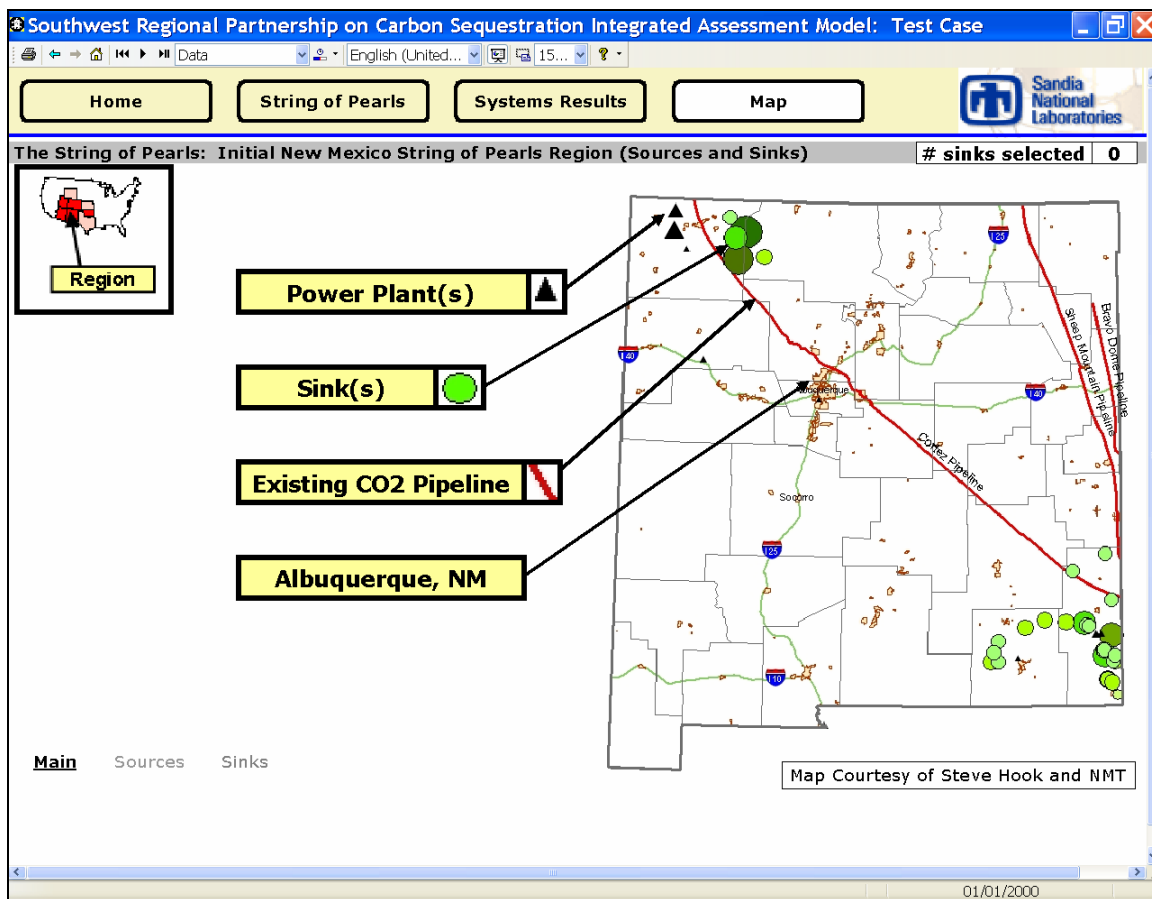 Southwest Regional Partnership on Carbon Sequestration Integrated Assessment Model: Test Case
Data
English (United...
15...
Home
String of Pearls
Systems Results
Map
Sandia
National
Laboratories
The String of Pearls: Initial New Mexico String of Pearls Region (Sources and Sinks)
# sinks selected 0
Region
Power Plant(s)
Sink(s)
Existing CO2 Pipeline
Albuquerque, NM
125
Sheep Mountain Pipeline
Bravo Dome Pipeline
140
140
Cortez Pipeline
Socorro
125
110
Main
Sources
Sinks
Map Courtesy of Steve Hook and NMT
01/01/2000